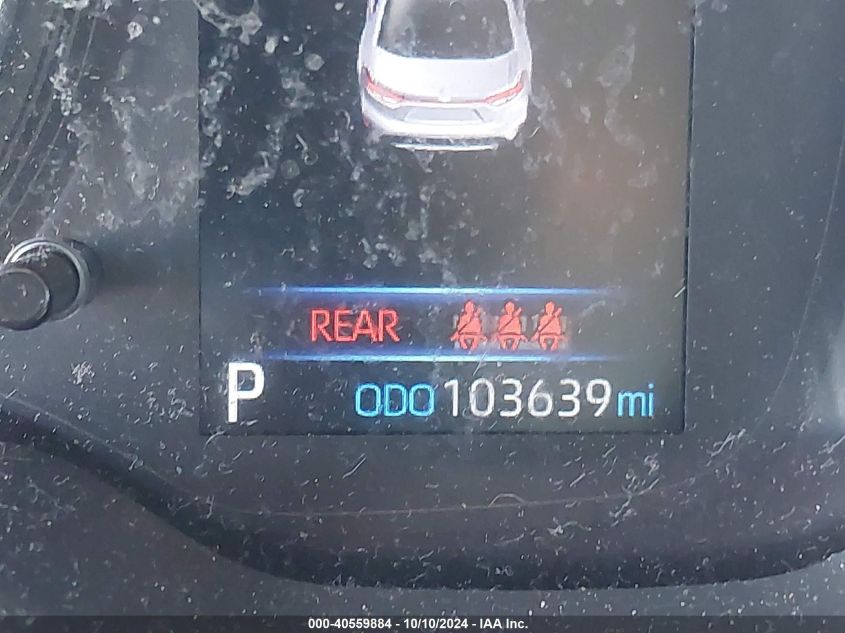 REAR
P ODO 103639 mi
000-40559884 - 10/10/2024 - IAA Inc.